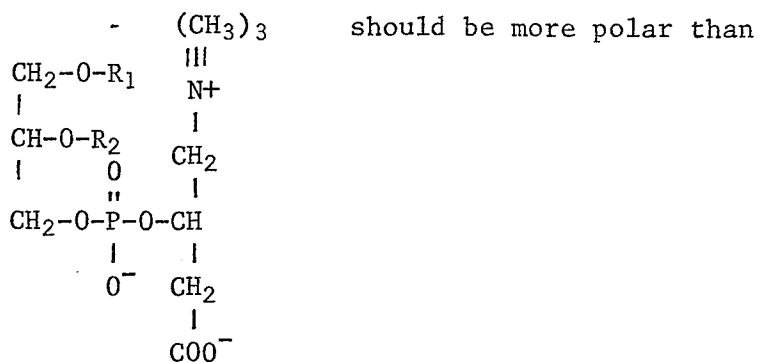 - (CH3)3 should be more polar than
|||
CH2-O-R1 N+
| |
CH-O-R2 CH2
| O |
" 
CH2-O-P-O-CH
| |
O- CH2
|
COO-